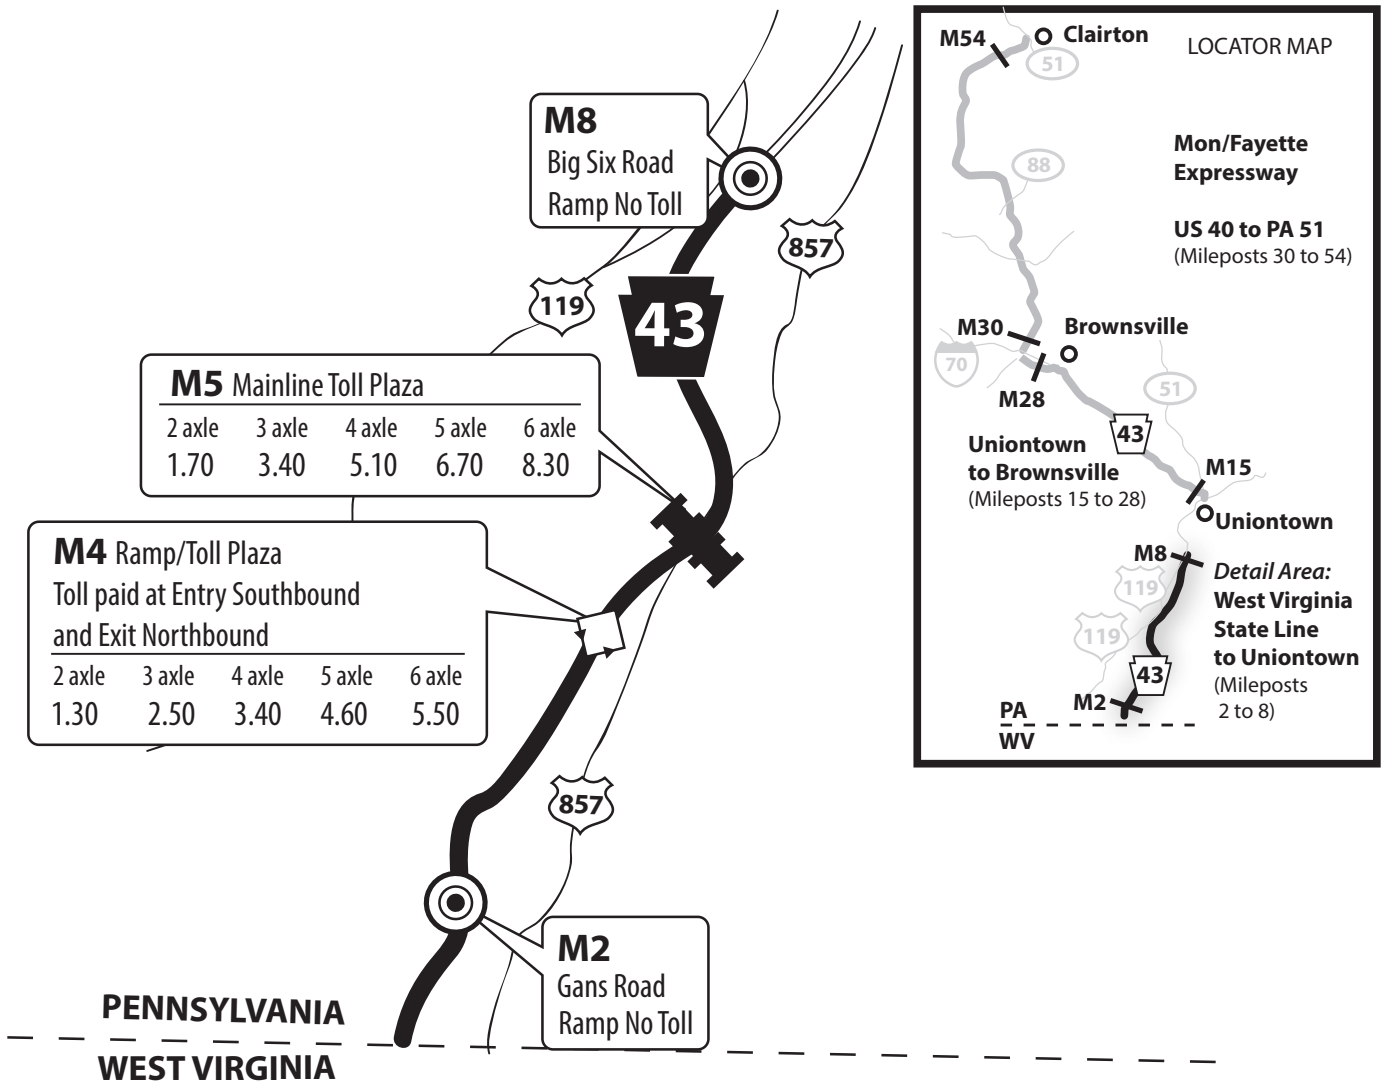 M8
Big Six Road
Ramp No Toll
857
119
43
M5 Mainline Toll Plaza
2 axle 3 axle 4 axle 5 axle 6 axle
1.70 3.40 5.10 6.70 8.30
M4 Ramp/Toll Plaza
Toll paid at Entry Southbound
and Exit Northbound
2 axle 3 axle 4 axle 5 axle 6 axle
1.30 2.50 3.40 4.60 5.50
857
M2
Gans Road
Ramp No Toll
PENNSYLVANIA
WEST VIRGINIA
LOCATOR MAP
M54
Clairton
51
Mon/Fayette
Expressway
88
US 40 to PA 51
(Mileposts 30 to 54)
M30
Brownsville
70
M28
51
43
Uniontown
to Brownsville
(Mileposts 15 to 28)
M15
Uniontown
M8
119
119
Detail Area:
West Virginia
State Line
to Uniontown
(Mileposts
2 to 8)
43
M2
PA
WV